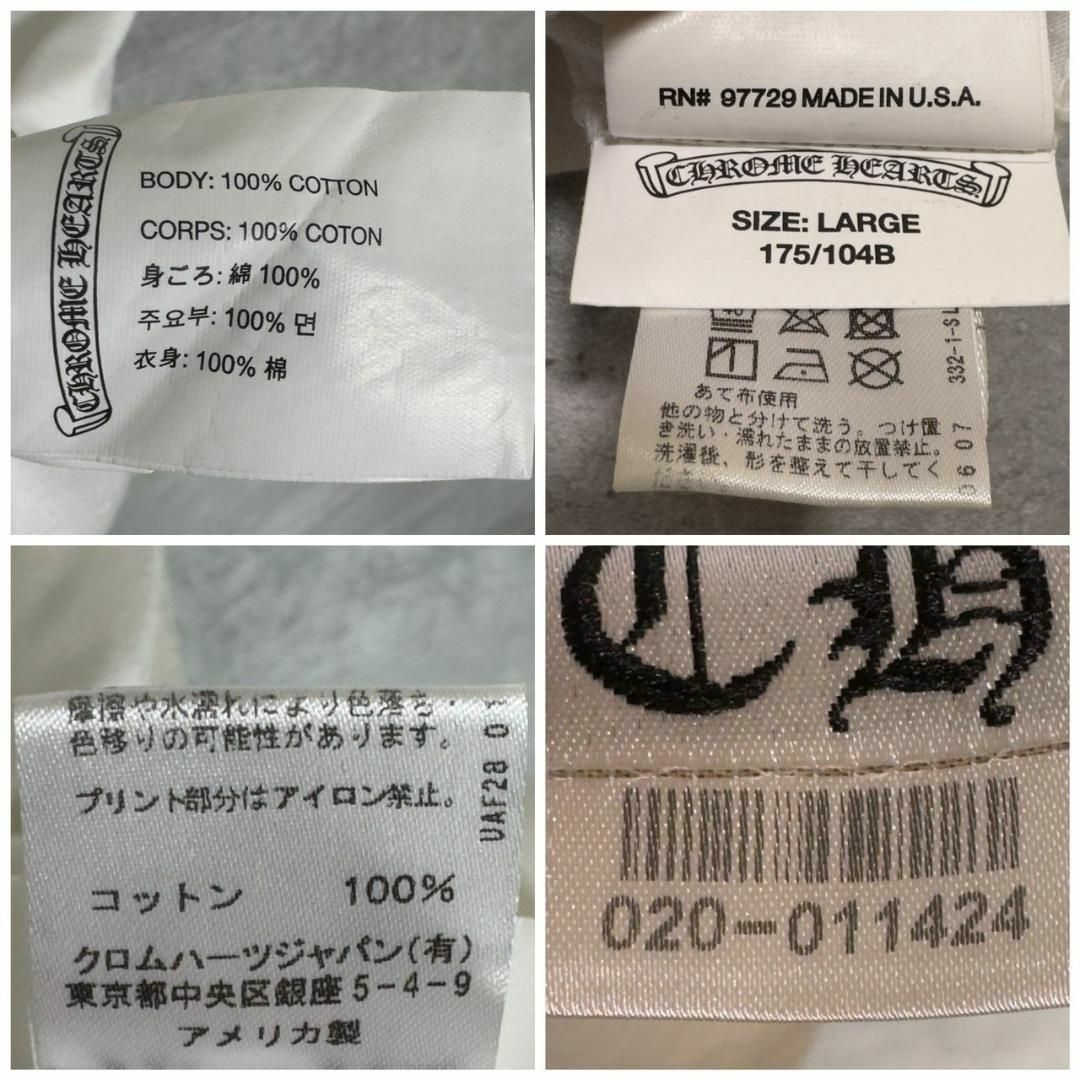 CHROME HEARTS
BODY: 100% COTTON
CORPS: 100% COTON
身ごろ: 綿 100%
주요부: 100% 면
衣身: 100% 棉
RN# 97729 MADE IN U.S.A.
CHROME HEARTS
SIZE: LARGE
175/104B
あて布使用
他の物と分けて洗う。つけ置
き洗い・濡れたままの放置禁止。
洗濯後、形を整えて干してく
ださい。
332-1-SL
06 07
摩擦や水濡れにより色落ち・
色移りの可能性があります。
プリント部分はアイロン禁止。
UAF28 01
コットン 100%
クロムハーツジャパン(有)
東京都中央区銀座 5-4-9
アメリカ製
CH
020-011424